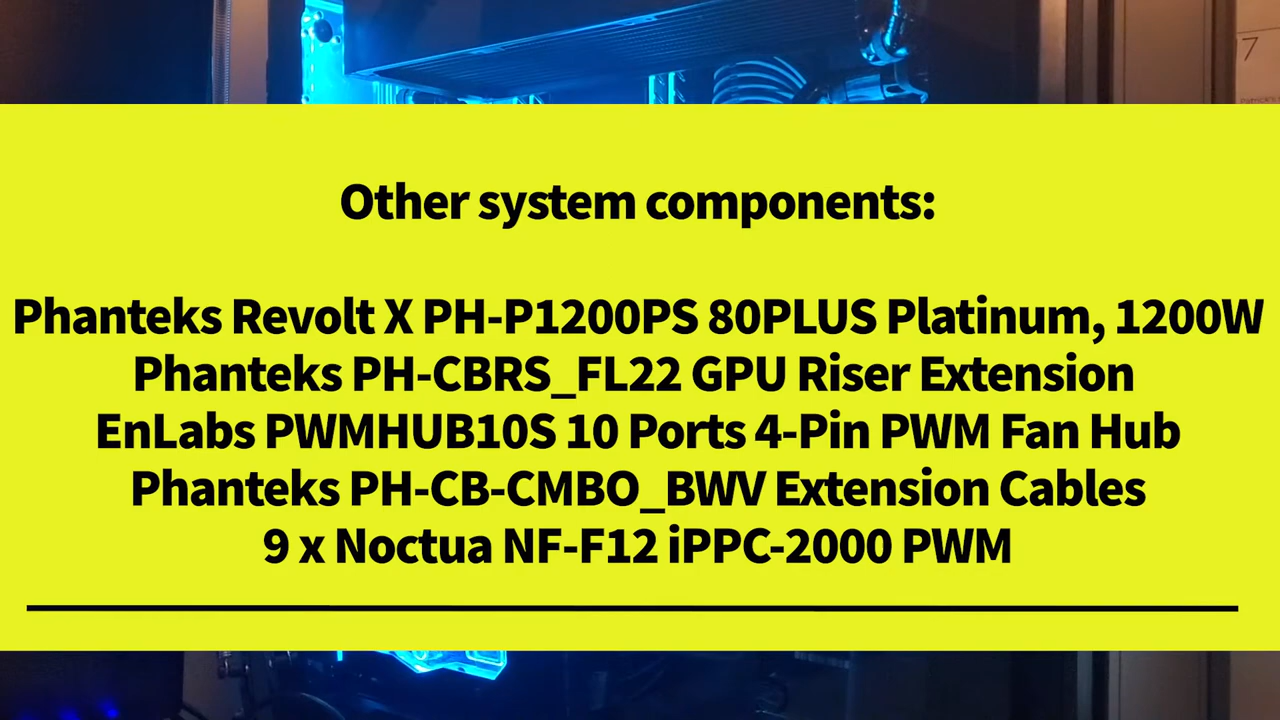 7
Other system components:
Phanteks Revolt X PH-P1200PS 80PLUS Platinum, 1200W
Phanteks PH-CBRS_FL22 GPU Riser Extension
EnLabs PWMHUB10S 10 Ports 4-Pin PWM Fan Hub
Phanteks PH-CB-CMBO_BWV Extension Cables
9 x Noctua NF-F12 iPPC-2000 PWM